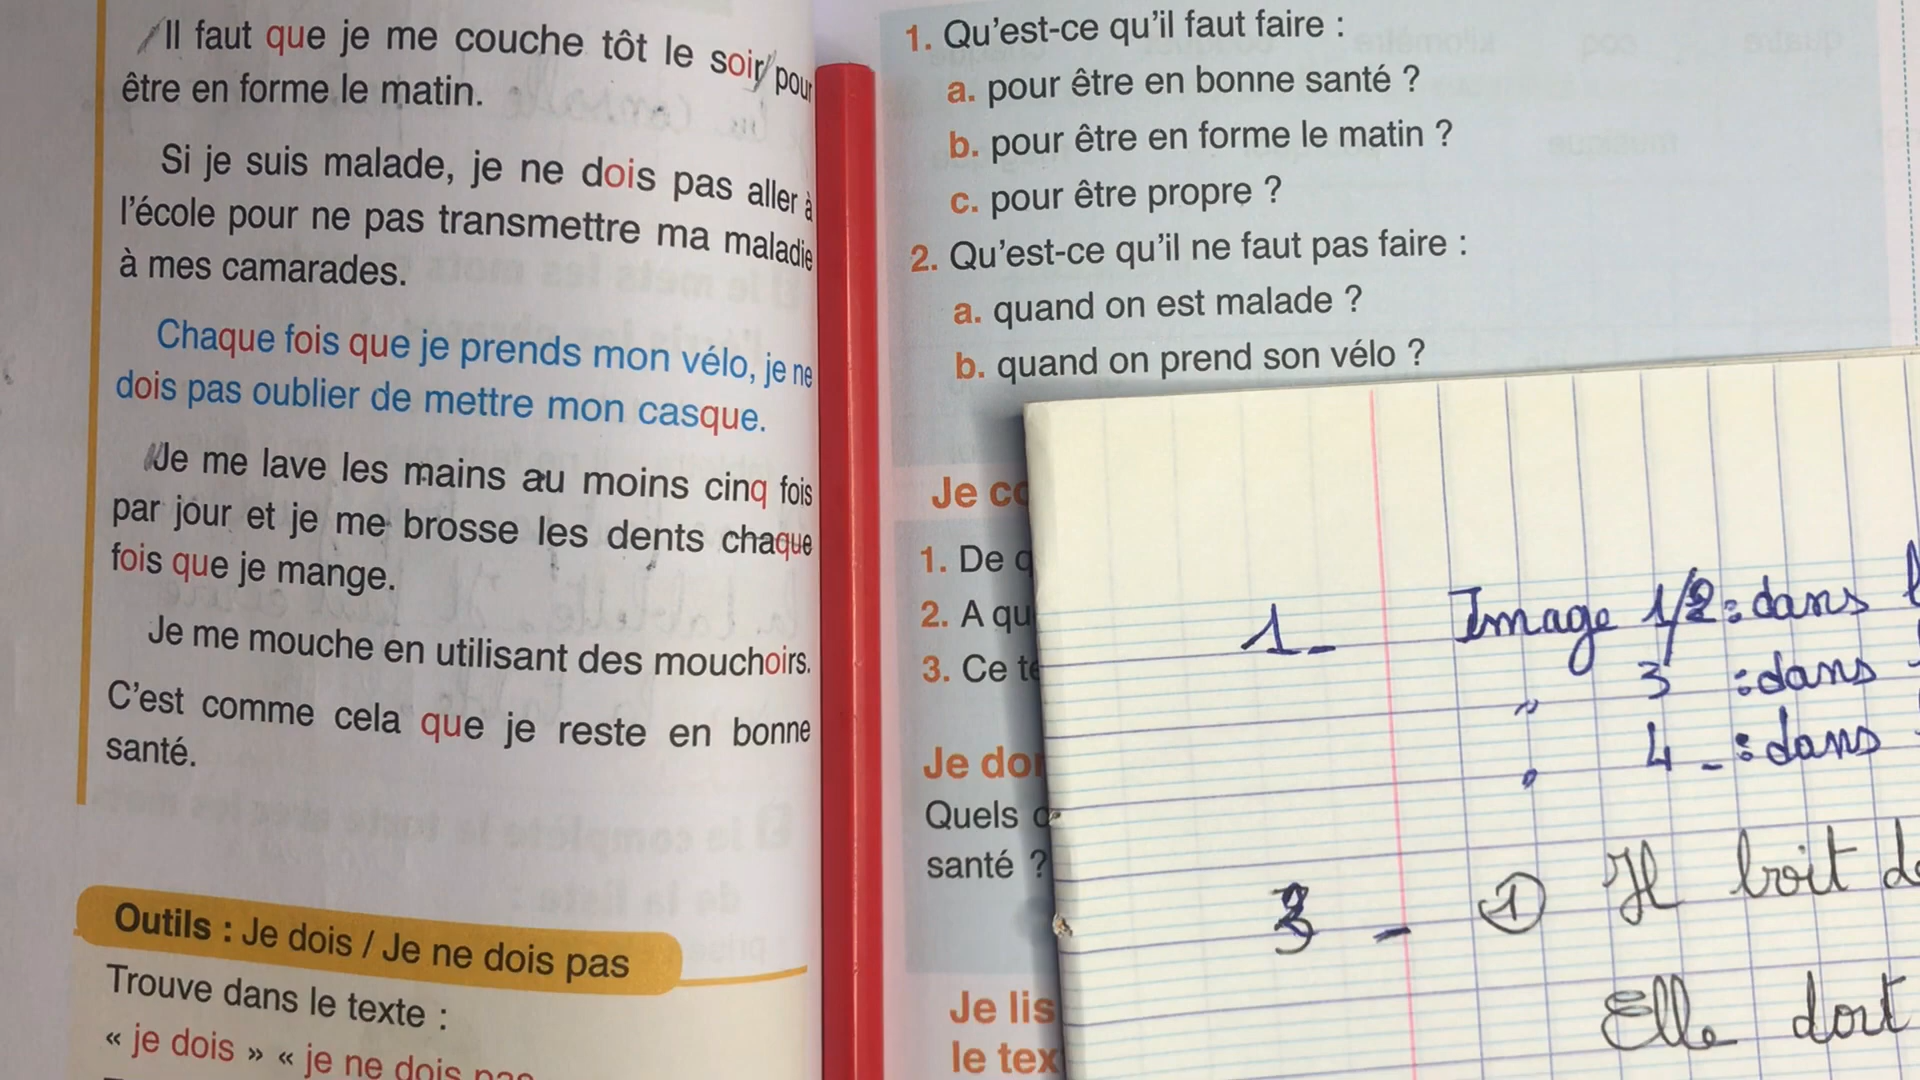 Il faut que je me couche tôt le soir pour
être en forme le matin.
Si je suis malade, je ne dois pas aller à
l'école pour ne pas transmettre ma maladie
à mes camarades.
Chaque fois que je prends mon vélo, je ne
dois pas oublier de mettre mon casque.
Je me lave les mains au moins cinq fois
par jour et je me brosse les dents chaque
fois que je mange.
Je me mouche en utilisant des mouchoirs.
C'est comme cela que je reste en bonne
santé.
Outils : Je dois / Je ne dois pas
Trouve dans le texte :
« je dois » « je ne dois pas
1. Qu'est-ce qu'il faut faire :
a. pour être en bonne santé ?
b. pour être en forme le matin ?
c. pour être propre ?
2. Qu'est-ce qu'il ne faut pas faire :
a. quand on est malade ?
b. quand on prend son vélo ?
Je
1. De
2. A
3. Ce
Je
Quels
santé ?
Je lis
le
1- Image 1/2 : dans
" 3 : dans
" 4 - : dans
3 - ① Il boit
Elle doit